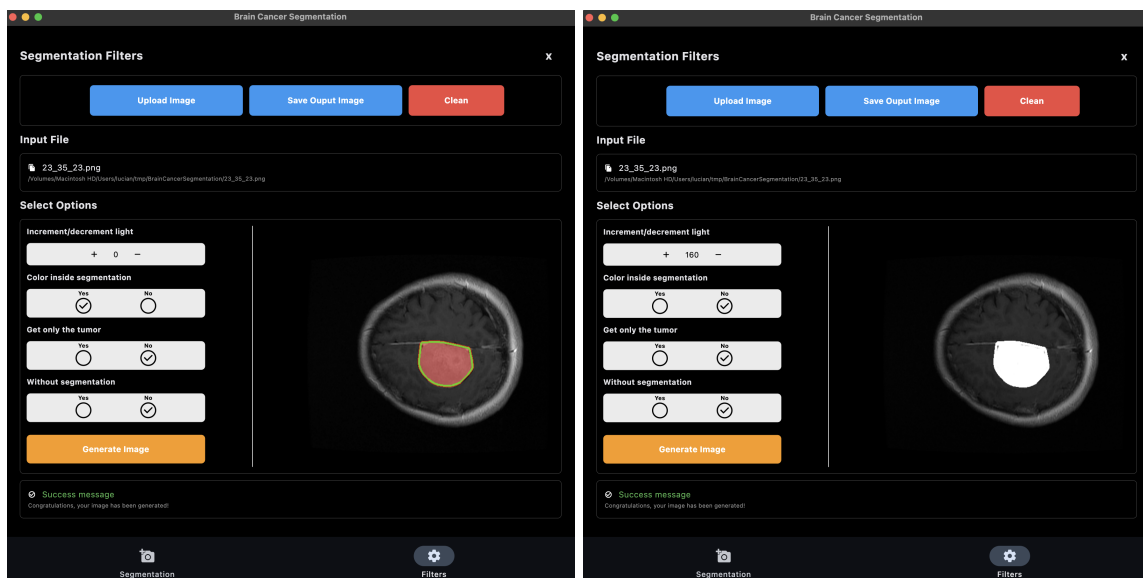 Brain Cancer Segmentation
Segmentation Filters x
Upload Image Save Ouput Image Clean
Input File
23_35_23.png
/Volumes/Macintosh HD/Users/lucian/tmp/BrainCancerSegmentation/23_35_23.png
Select Options
Increment/decrement light
+ 0 −
Color inside segmentation
Yes No
Get only the tumor
Yes No
Without segmentation
Yes No
Generate Image
Success message
Congratulations, your image has been generated!
Segmentation Filters
Brain Cancer Segmentation
Segmentation Filters x
Upload Image Save Ouput Image Clean
Input File
23_35_23.png
/Volumes/Macintosh HD/Users/lucian/tmp/BrainCancerSegmentation/23_35_23.png
Select Options
Increment/decrement light
+ 160 −
Color inside segmentation
Yes No
Get only the tumor
Yes No
Without segmentation
Yes No
Generate Image
Success message
Congratulations, your image has been generated!
Segmentation Filters